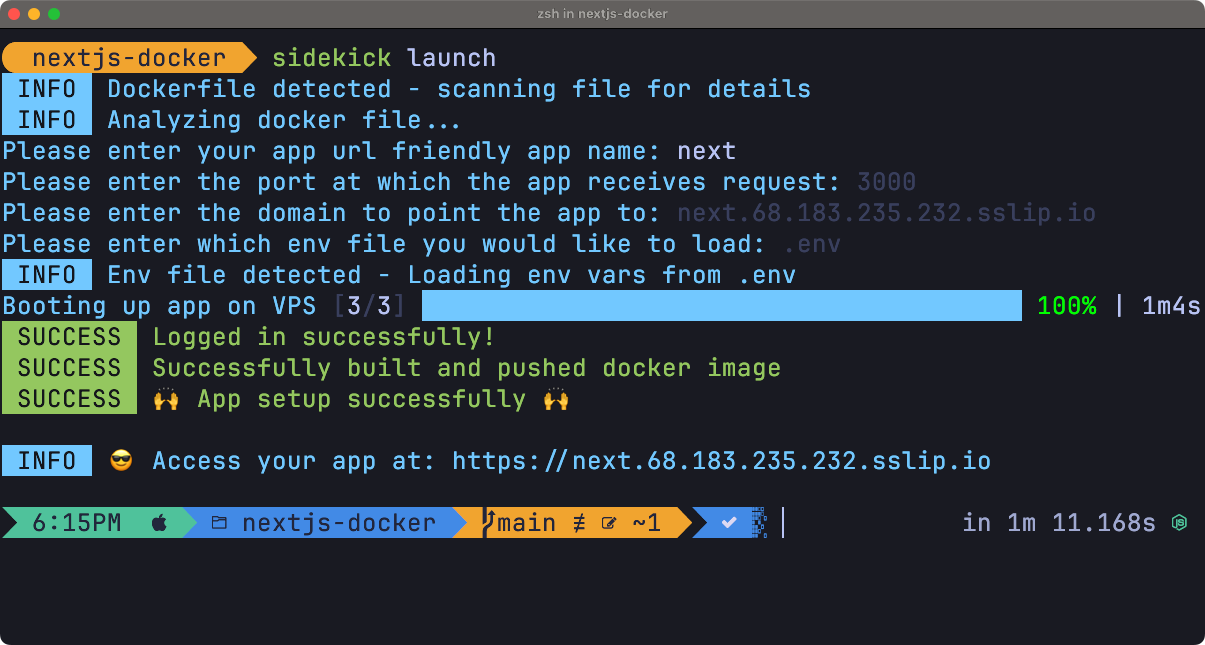 zsh in nextjs-docker
nextjs-docker sidekick launch
INFO Dockerfile detected - scanning file for details
INFO Analyzing docker file...
Please enter your app url friendly app name: next
Please enter the port at which the app receives request: 3000
Please enter the domain to point the app to: next.68.183.235.232.sslip.io
Please enter which env file you would like to load: .env
INFO Env file detected - Loading env vars from .env
Booting up app on VPS [3/3] 100% | 1m4s
SUCCESS Logged in successfully!
SUCCESS Successfully built and pushed docker image
SUCCESS 🙌 App setup successfully 🙌
INFO 😎 Access your app at: https://next.68.183.235.232.sslip.io
6:15PM nextjs-docker main ≢ ~1 ✔ in 1m 11.168s